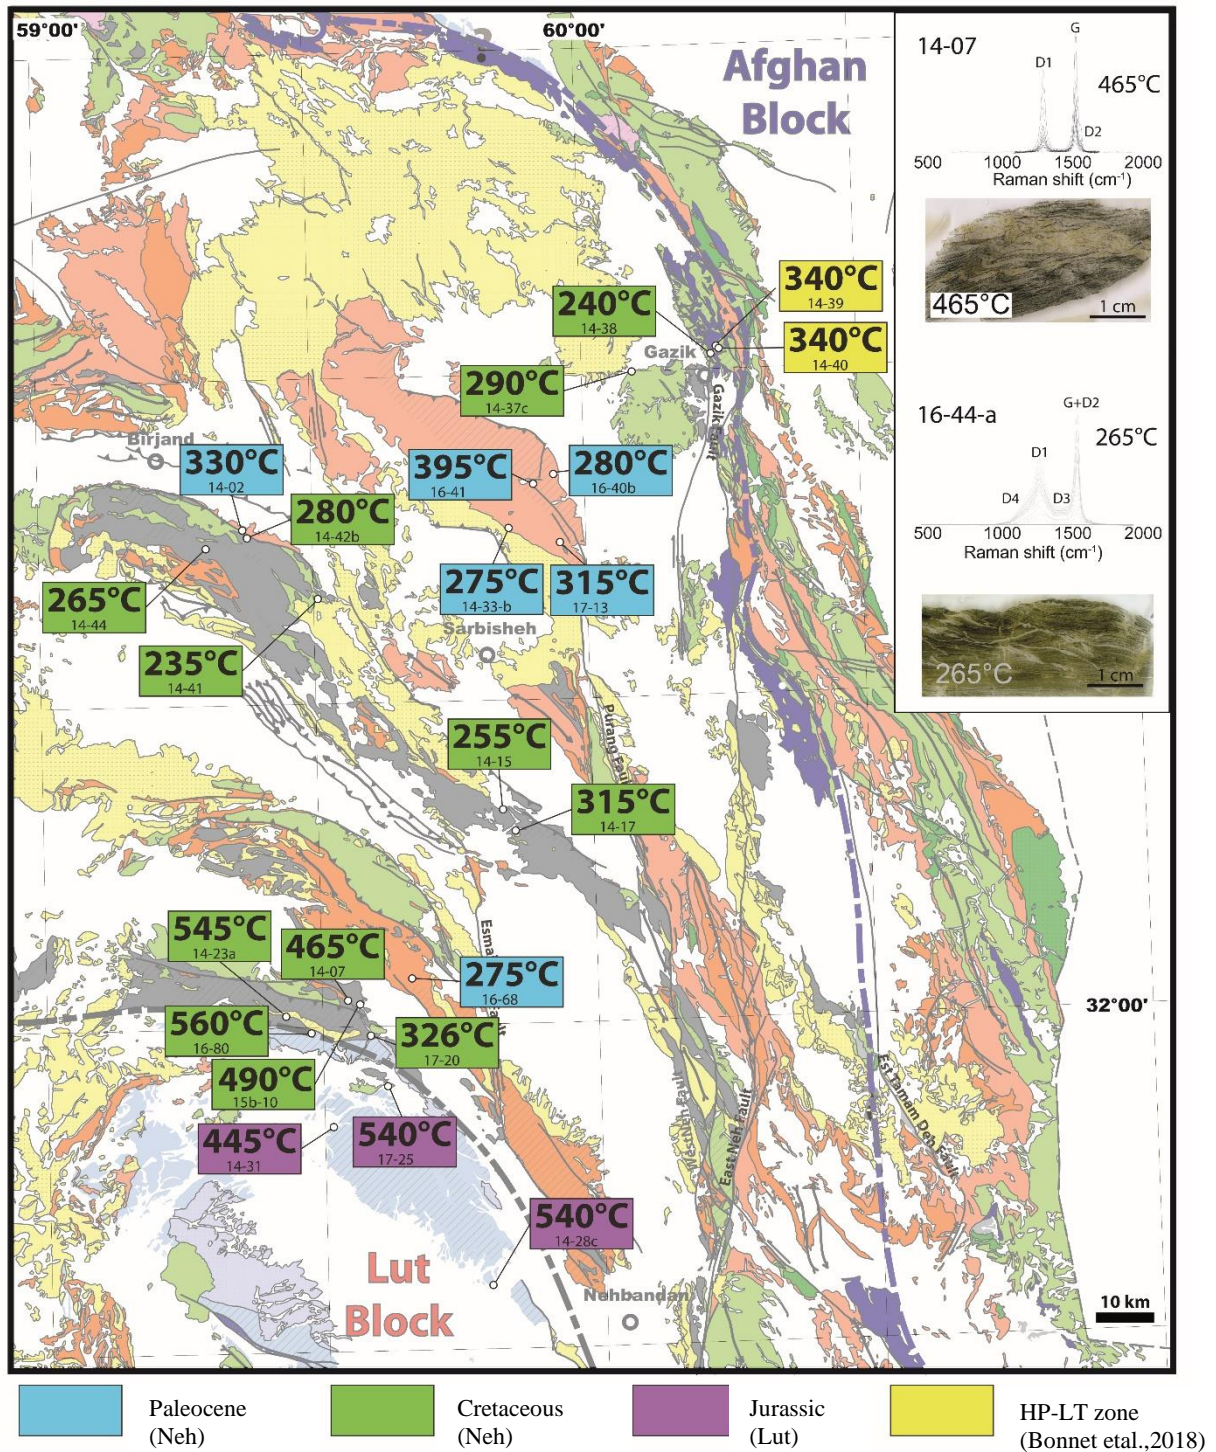 59°00'
60°00'
Afghan
Block
14-07
G
D1
465°C
D2
500 1000 1500 2000
Raman shift (cm-1)
465°C
1 cm
16-44-a
G+D2
265°C
D1
D4 D3
500 1000 1500 2000
Raman shift (cm-1)
265°C
1 cm
340°C
14-39
240°C
14-38
340°C
14-40
Gazik
290°C
14-37c
Gazik Fault
Birjand
330°C
14-02
395°C
16-41
280°C
16-40b
280°C
14-42b
275°C
14-33-b
315°C
17-13
265°C
14-44
Sarbisheh
235°C
14-41
Purang Fault
255°C
14-15
315°C
14-17
545°C
14-23a
465°C
14-07
275°C
16-68
32°00'
560°C
16-80
326°C
17-20
490°C
15b-10
445°C
14-31
540°C
17-25
West Neh Fault
East Neh Fault
Est Tamam Deh Fault
540°C
14-28c
Lut
Block
Nehbandan
10 km
Paleocene
(Neh)
Cretaceous
(Neh)
Jurassic
(Lut)
HP-LT zone
(Bonnet etal.,2018)